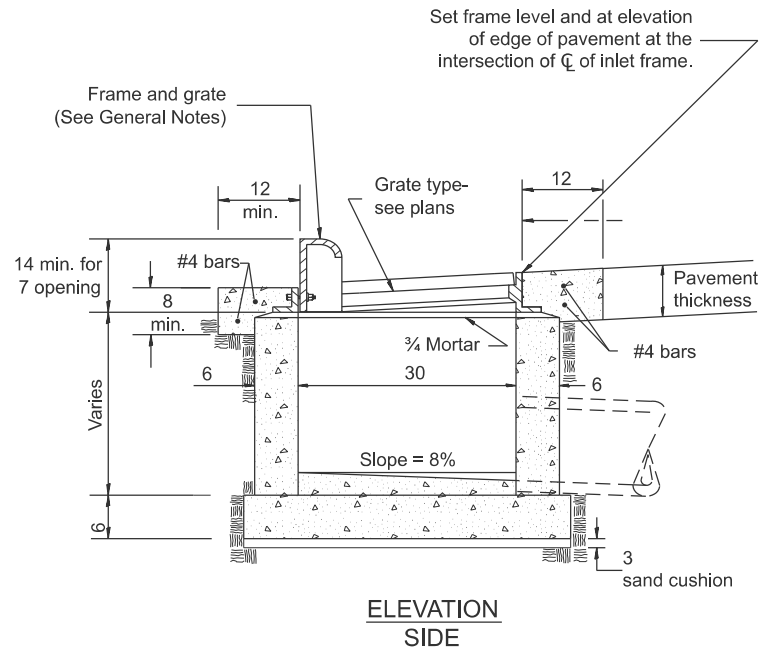 Set frame level and at elevation
of edge of pavement at the
intersection of ℄ of inlet frame.
Frame and grate
(See General Notes)
12
min.
Grate type-
see plans
12
14 min. for
7 opening
#4 bars
8
min.
Pavement
thickness
¾ Mortar
#4 bars
6
30
6
Varies
Slope = 8%
6
3
sand cushion
ELEVATION
SIDE